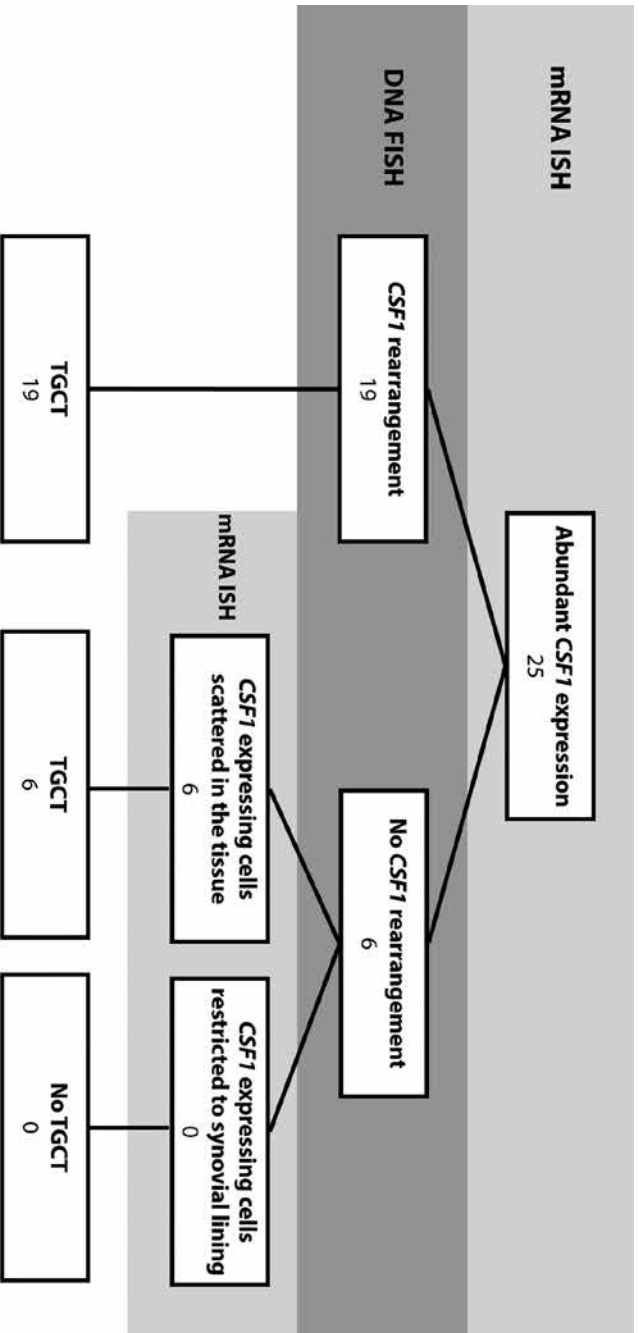 mRNA ISH
Abundant CSF1 expression
25
DNA FISH
CSF1 rearrangement
19
No CSF1 rearrangement
6
mRNA ISH
CSF1 expressing cells
scattered in the tissue
6
CSF1 expressing cells
restricted to synovial lining
0
TGCT
19
TGCT
6
No TGCT
0